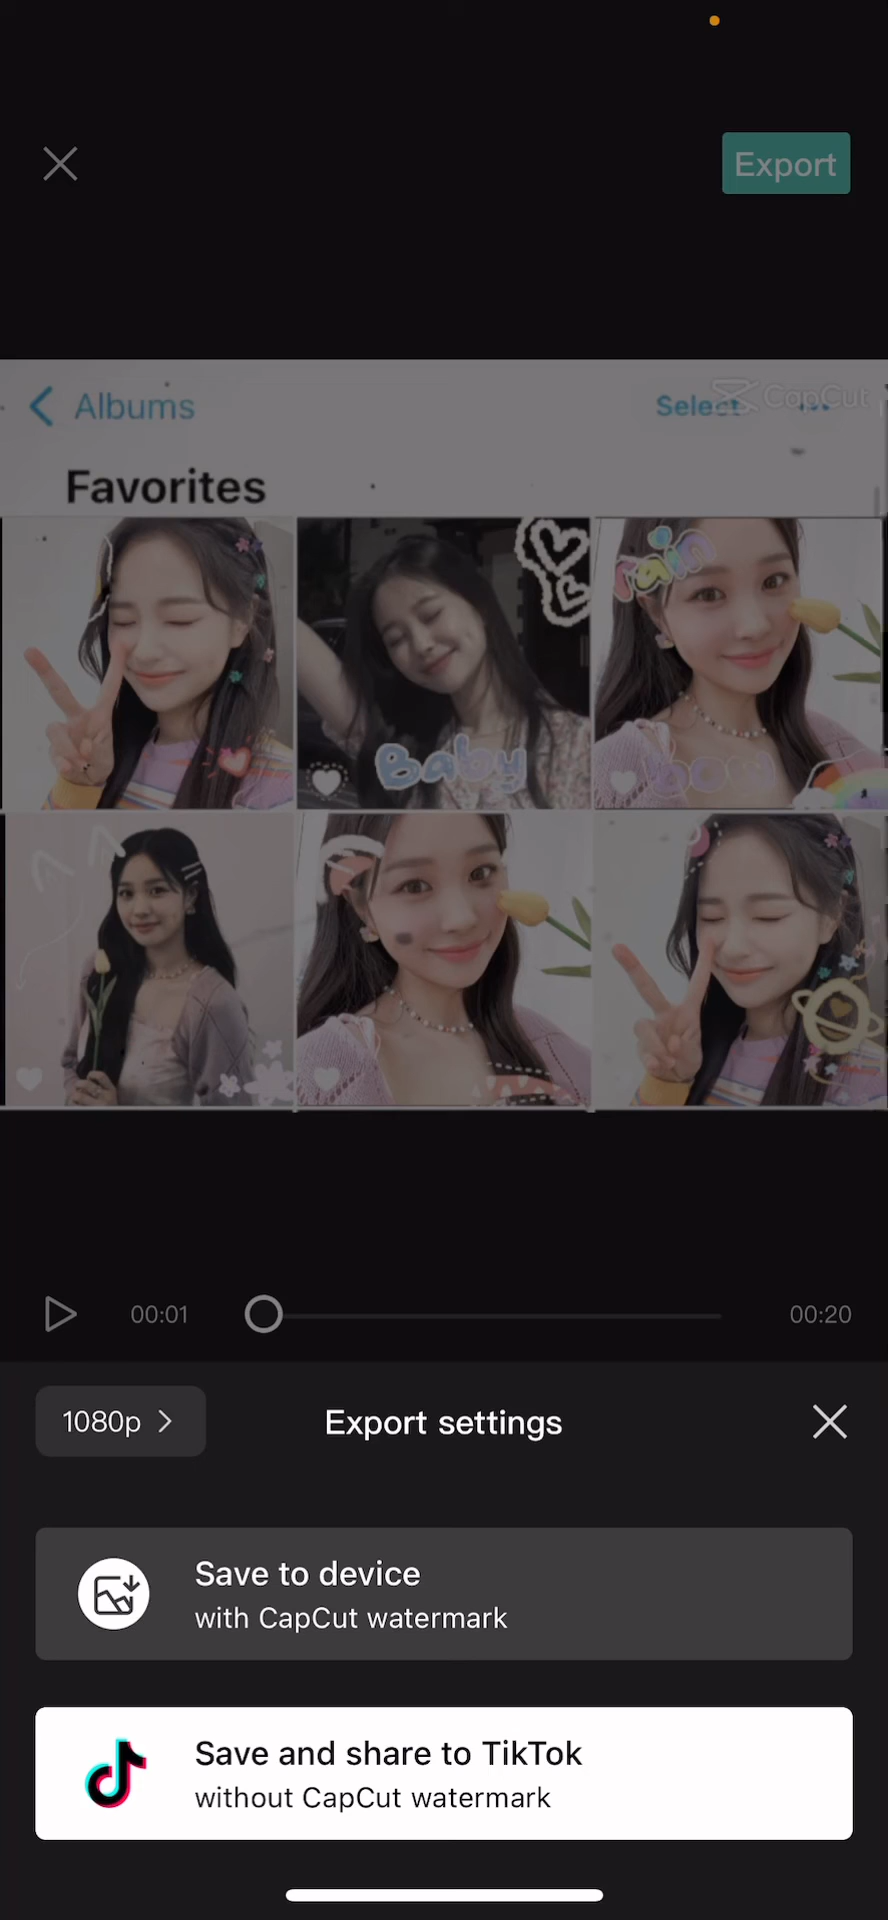 Export
Albums
Select
CapCut
Favorites
rain
Baby
00:01
00:20
1080p
Export settings
Save to device
with CapCut watermark
Save and share to TikTok
without CapCut watermark